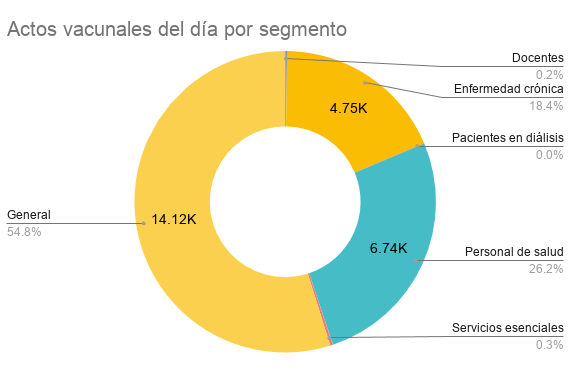 Actos vacunales del día por segmento
Docentes
0.2%
Enfermedad crónica
18.4%
4.75K
Pacientes en diálisis
0.0%
General
54.8%
14.12K
6.74K
Personal de salud
26.2%
Servicios esenciales
0.3%